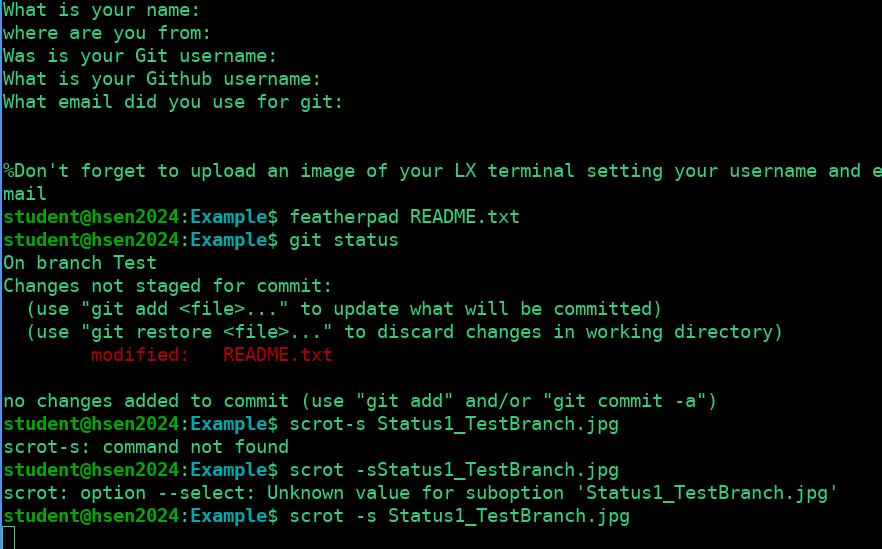 What is your name:
where are you from:
Was is your Git username:
What is your Github username:
What email did you use for git:
%Don't forget to upload an image of your LX terminal setting your username and e
mail
student@hsen2024:Example$ featherpad README.txt
student@hsen2024:Example$ git status
On branch Test
Changes not staged for commit:
  (use "git add <file>..." to update what will be committed)
  (use "git restore <file>..." to discard changes in working directory)
        modified:   README.txt
no changes added to commit (use "git add" and/or "git commit -a")
student@hsen2024:Example$ scrot-s Status1_TestBranch.jpg
scrot-s: command not found
student@hsen2024:Example$ scrot -sStatus1_TestBranch.jpg
scrot: option --select: Unknown value for suboption 'Status1_TestBranch.jpg'
student@hsen2024:Example$ scrot -s Status1_TestBranch.jpg